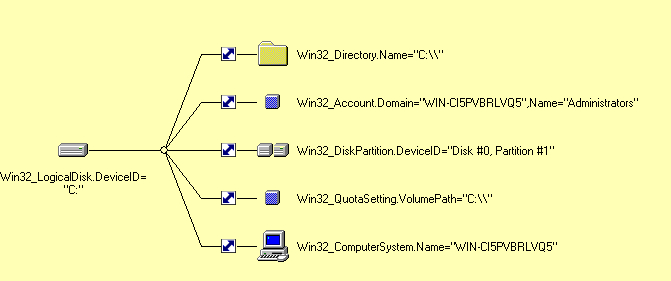 Win32_Directory.Name="C:\\"
Win32_Account.Domain="WIN-CI5PVBRLVQ5",Name="Administrators"
Win32_DiskPartition.DeviceID="Disk #0, Partition #1"
Win32_LogicalDisk.DeviceID=
"C:"
Win32_QuotaSetting.VolumePath="C:\\"
Win32_ComputerSystem.Name="WIN-CI5PVBRLVQ5"